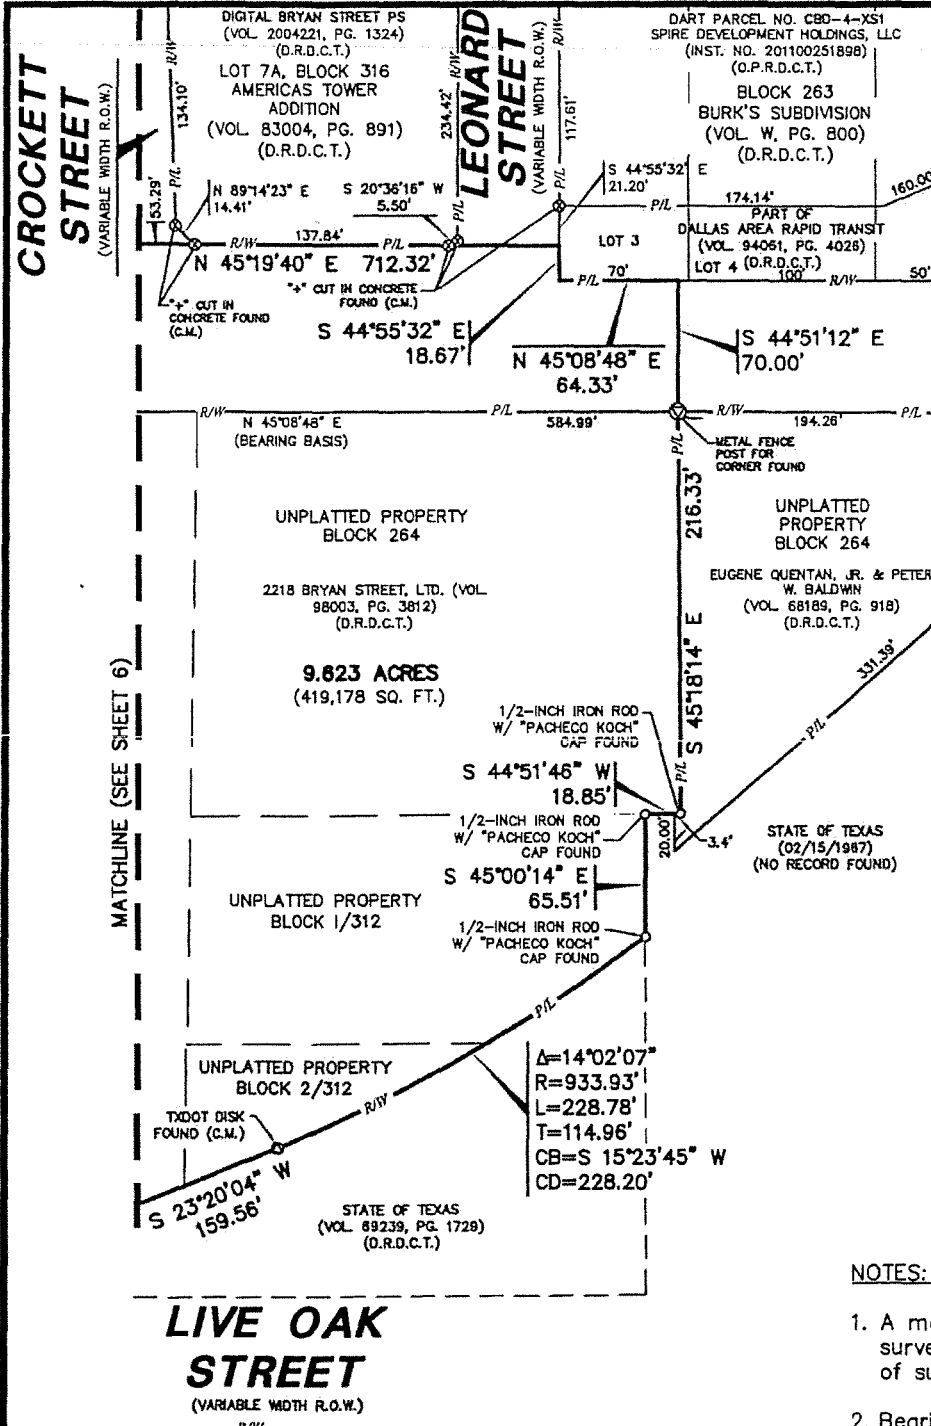 DIGITAL BRYAN STREET PS
(VOL. 2004221, PG. 1324)
(D.R.D.C.T.)
LOT 7A, BLOCK 316
AMERICAS TOWER
ADDITION
(VOL. 83004, PG. 891)
(D.R.D.C.T.)
DART PARCEL NO. CBD-4-XS1
SPIRE DEVELOPMENT HOLDINGS, LLC
(INST. NO. 201100251898)
(O.P.R.D.C.T.)
BLOCK 263
BURK'S SUBDIVISION
(VOL. W, PG. 800)
(D.R.D.C.T.)
CROCKETT
STREET
(VARIABLE WIDTH R.O.W.)
LEONARD
STREET
(VARIABLE WIDTH R.O.W.)
R/W
134.10'
P/L
R/W
234.42'
P/L
R/W
117.61'
P/L
53.29'
N 89°14'23" E
14.41'
S 20°36'16" W
5.50'
S 44°55'32" E
21.20'
P/L
174.14'
160.00
PART OF
DALLAS AREA RAPID TRANSIT
(VOL. 94061, PG. 4026)
(D.R.D.C.T.)
LOT 3
LOT 4
R/W
137.84'
P/L
N 45°19'40" E 712.32'
"+" CUT IN CONCRETE
FOUND (C.M.)
"+" CUT IN
CONCRETE FOUND
(C.M.)
P/L
70'
100'
R/W
50'
S 44°55'32" E
18.67'
N 45°08'48" E
64.33'
S 44°51'12" E
70.00'
R/W
N 45°08'48" E
(BEARING BASIS)
P/L
584.99'
R/W
194.26'
P/L
METAL FENCE
POST FOR
CORNER FOUND
P/L
216.33'
S 45°18'14" E
P/L
UNPLATTED PROPERTY
BLOCK 264
2218 BRYAN STREET, LTD. (VOL.
98003, PG. 3812)
(D.R.D.C.T.)
9.623 ACRES
(419,178 SQ. FT.)
UNPLATTED
PROPERTY
BLOCK 264
EUGENE QUENTAN, JR. & PETER
W. BALDWIN
(VOL. 68189, PG. 918)
(D.R.D.C.T.)
331.39'
P/L
MATCHLINE (SEE SHEET 6)
1/2-INCH IRON ROD
W/ "PACHECO KOCH"
CAP FOUND
S 44°51'46" W
18.85'
1/2-INCH IRON ROD
W/ "PACHECO KOCH"
CAP FOUND
20.00'
3.4'
STATE OF TEXAS
(02/15/1967)
(NO RECORD FOUND)
S 45°00'14" E
65.51'
UNPLATTED PROPERTY
BLOCK 1/312
1/2-INCH IRON ROD
W/ "PACHECO KOCH"
CAP FOUND
P/L
UNPLATTED PROPERTY
BLOCK 2/312
R/W
Δ=14°02'07"
R=933.93'
L=228.78'
T=114.96'
CB=S 15°23'45" W
CD=228.20'
TXDOT DISK
FOUND (C.M.)
S 23°20'04" W
159.56'
STATE OF TEXAS
(VOL. 69239, PG. 1729)
(D.R.D.C.T.)
LIVE OAK
STREET
(VARIABLE WIDTH R.O.W.)
NOTES:
1. A m
surve
of su
2. Beari